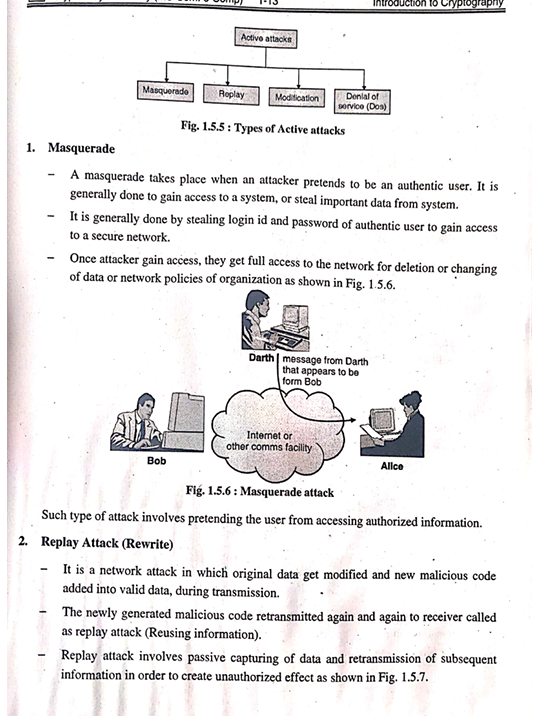 1-13
Introduction to Cryptography
Active attacks
Masquerade
Replay
Modification
Denial of
service (Dos)
Fig. 1.5.5 : Types of Active attacks
1. Masquerade
– A masquerade takes place when an attacker pretends to be an authentic user. It is
generally done to gain access to a system, or steal important data from system.
– It is generally done by stealing login id and password of authentic user to gain access
to a secure network.
– Once attacker gain access, they get full access to the network for deletion or changing
of data or network policies of organization as shown in Fig. 1.5.6.
Darth
message from Darth
that appears to be
form Bob
Internet or
other comms facility
Bob
Alice
Fig. 1.5.6 : Masquerade attack
Such type of attack involves pretending the user from accessing authorized information.
2. Replay Attack (Rewrite)
– It is a network attack in which original data get modified and new malicious code
added into valid data, during transmission.
– The newly generated malicious code retransmitted again and again to receiver called
as replay attack (Reusing information).
– Replay attack involves passive capturing of data and retransmission of subsequent
information in order to create unauthorized effect as shown in Fig. 1.5.7.